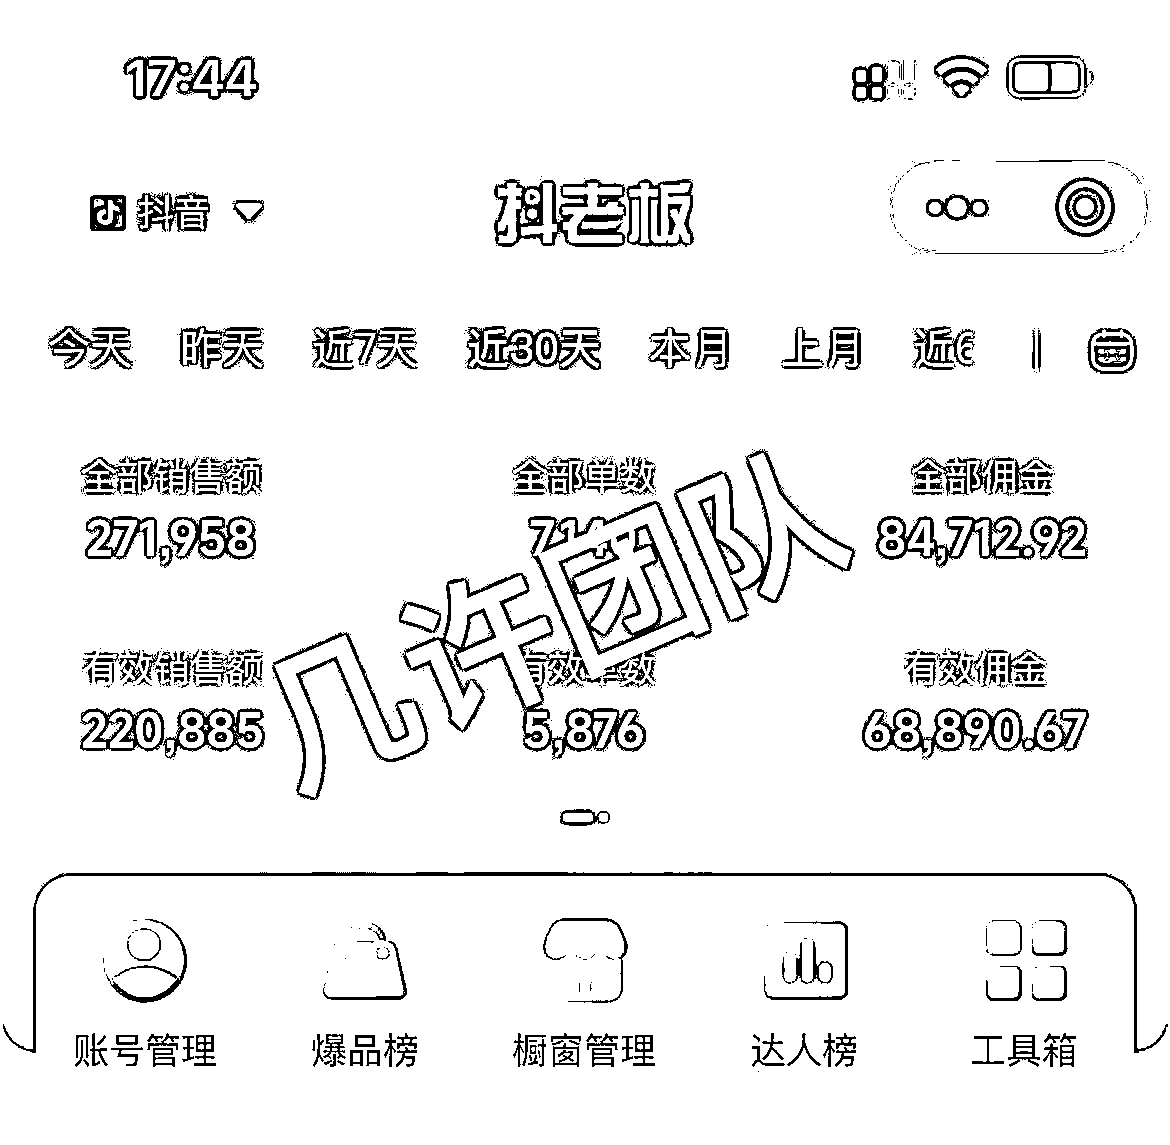 17:44
抖音 抖老板
今天 昨天 近7天 近30天 本月 上月
全部销售额 全部单数 全部佣金
271,958 84,712.92
几许团队
有效销售额 有效单数 有效佣金
220,885 5,876 68,890.67
账号管理 爆品榜 橱窗管理 达人榜 工具箱